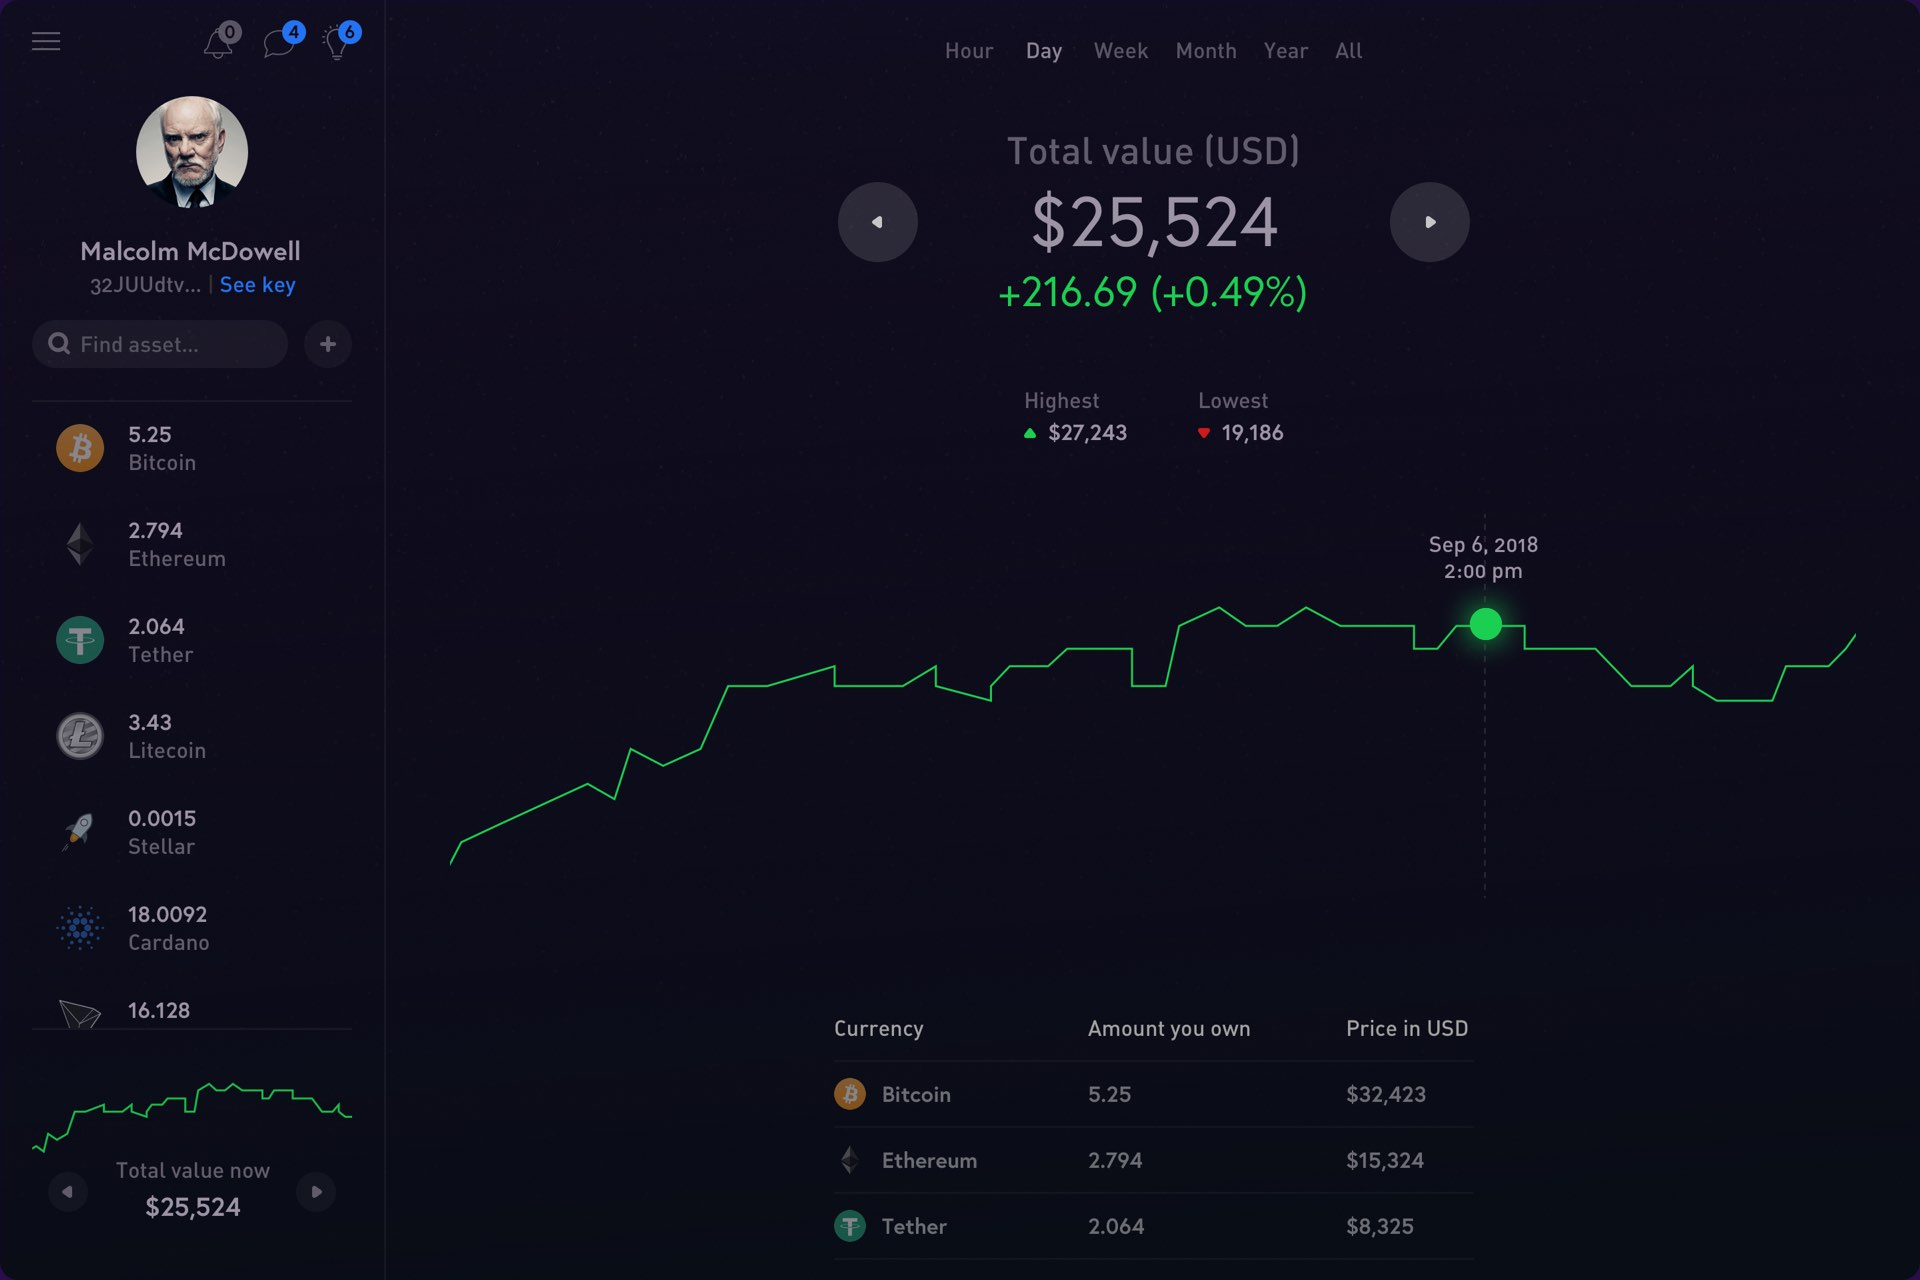 0
4
6
Malcolm McDowell
32JUUdtv... | See key
Find asset...
5.25
Bitcoin
2.794
Ethereum
2.064
Tether
3.43
Litecoin
0.0015
Stellar
18.0092
Cardano
16.128
Total value now
$25,524
Hour Day Week Month Year All
Total value (USD)
$25,524
+216.69 (+0.49%)
Highest
$27,243
Lowest
19,186
Sep 6, 2018
2:00 pm
Currency Amount you own Price in USD
Bitcoin 5.25 $32,423
Ethereum 2.794 $15,324
Tether 2.064 $8,325